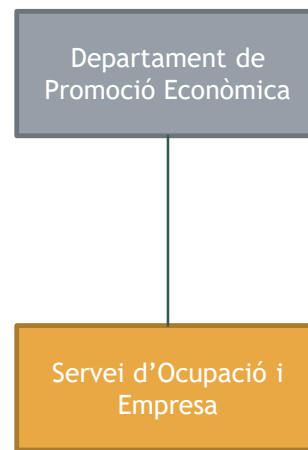 Departament de
Promoció Econòmica
Servei d’Ocupació i
Empresa